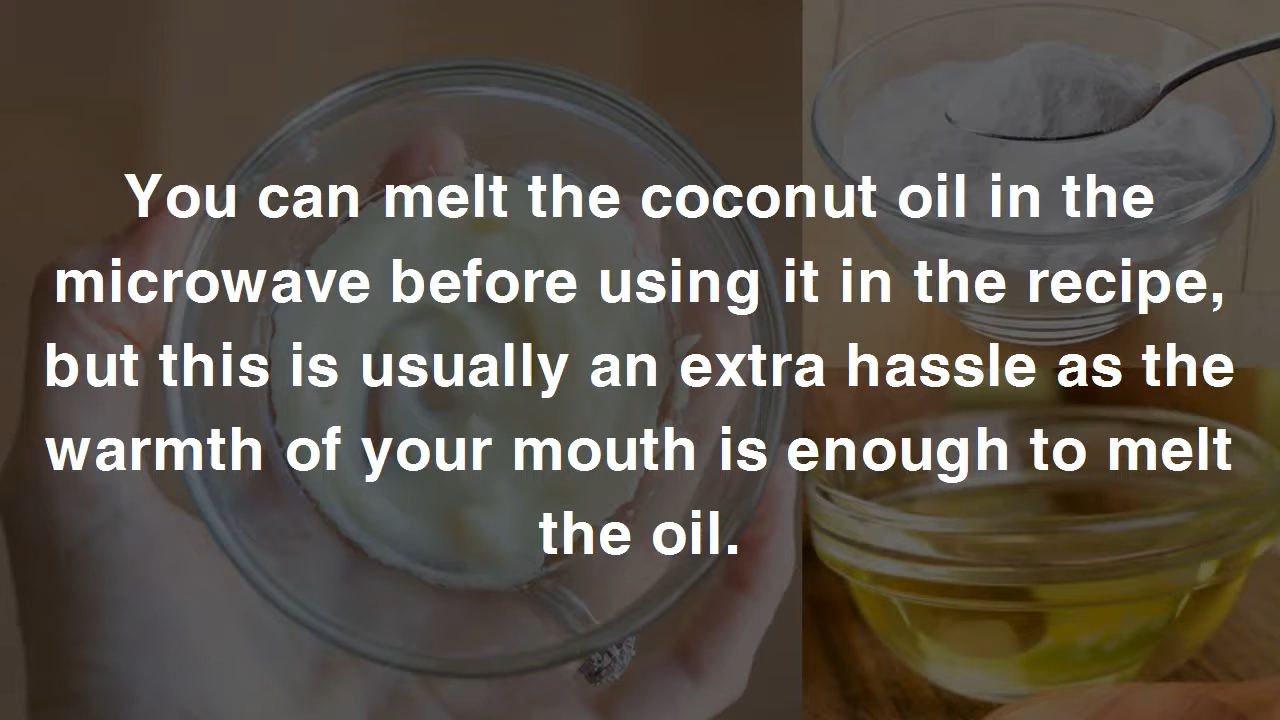 You can melt the coconut oil in the
microwave before using it in the recipe,
but this is usually an extra hassle as the
warmth of your mouth is enough to melt
the oil.